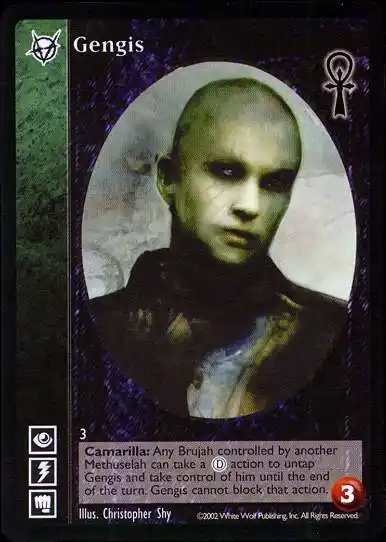 Gengis
3
Camarilla: Any Brujah controlled by another
Methuselah can take a Ⓓ action to untap
Gengis and take control of him until the end
of the turn. Gengis cannot block that action.
3
Illus. Christopher Shy
©2002 White Wolf Publishing, Inc. All Rights Reserved.